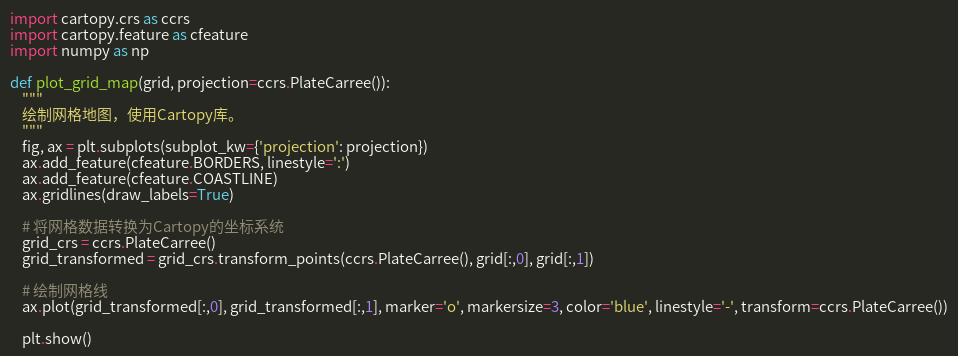 import cartopy.crs as ccrs
import cartopy.feature as cfeature
import numpy as np
def plot_grid_map(grid, projection=ccrs.PlateCarree()):
"""
绘制网格地图，使用Cartopy库。
"""
fig, ax = plt.subplots(subplot_kw={'projection': projection})
ax.add_feature(cfeature.BORDERS, linestyle=':')
ax.add_feature(cfeature.COASTLINE)
ax.gridlines(draw_labels=True)
# 将网格数据转换为Cartopy的坐标系统
grid_crs = ccrs.PlateCarree()
grid_transformed = grid_crs.transform_points(ccrs.PlateCarree(), grid[:,0], grid[:,1])
# 绘制网格线
ax.plot(grid_transformed[:,0], grid_transformed[:,1], marker='o', markersize=3, color='blue', linestyle='-', transform=ccrs.PlateCarree())
plt.show()